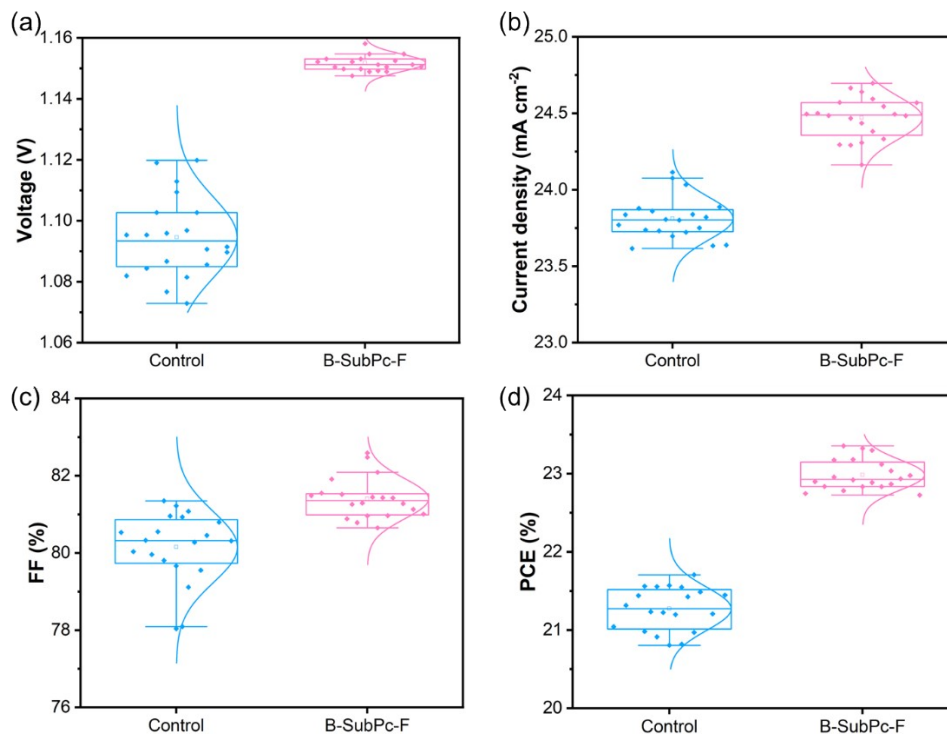 (a)
1.16
1.14
1.12
1.10
1.08
1.06
Voltage (V)
Control
B-SubPc-F
(b)
25.0
24.5
24.0
23.5
23.0
Current density (mA cm⁻²)
Control
B-SubPc-F
(c)
84
82
80
78
76
FF (%)
Control
B-SubPc-F
(d)
24
23
22
21
20
PCE (%)
Control
B-SubPc-F